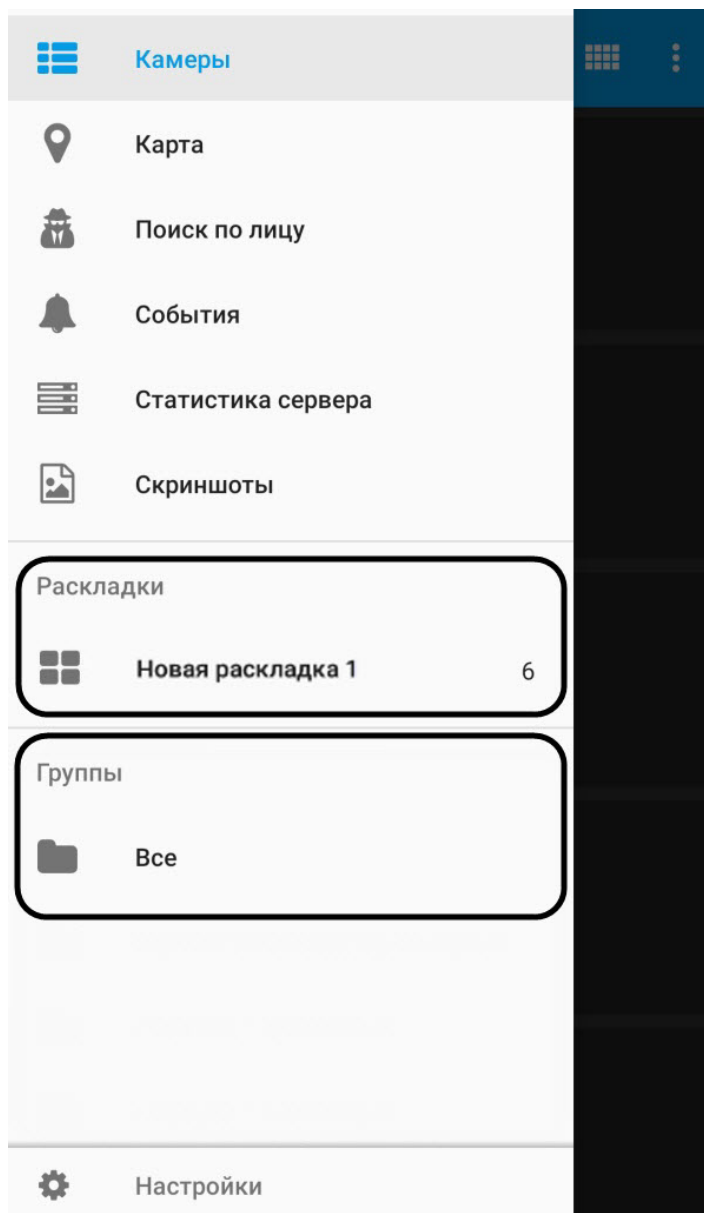 Камеры
Карта
Поиск по лицу
События
Статистика сервера
Скриншоты
Раскладки
Новая раскладка 1 6
Группы
Все
Настройки